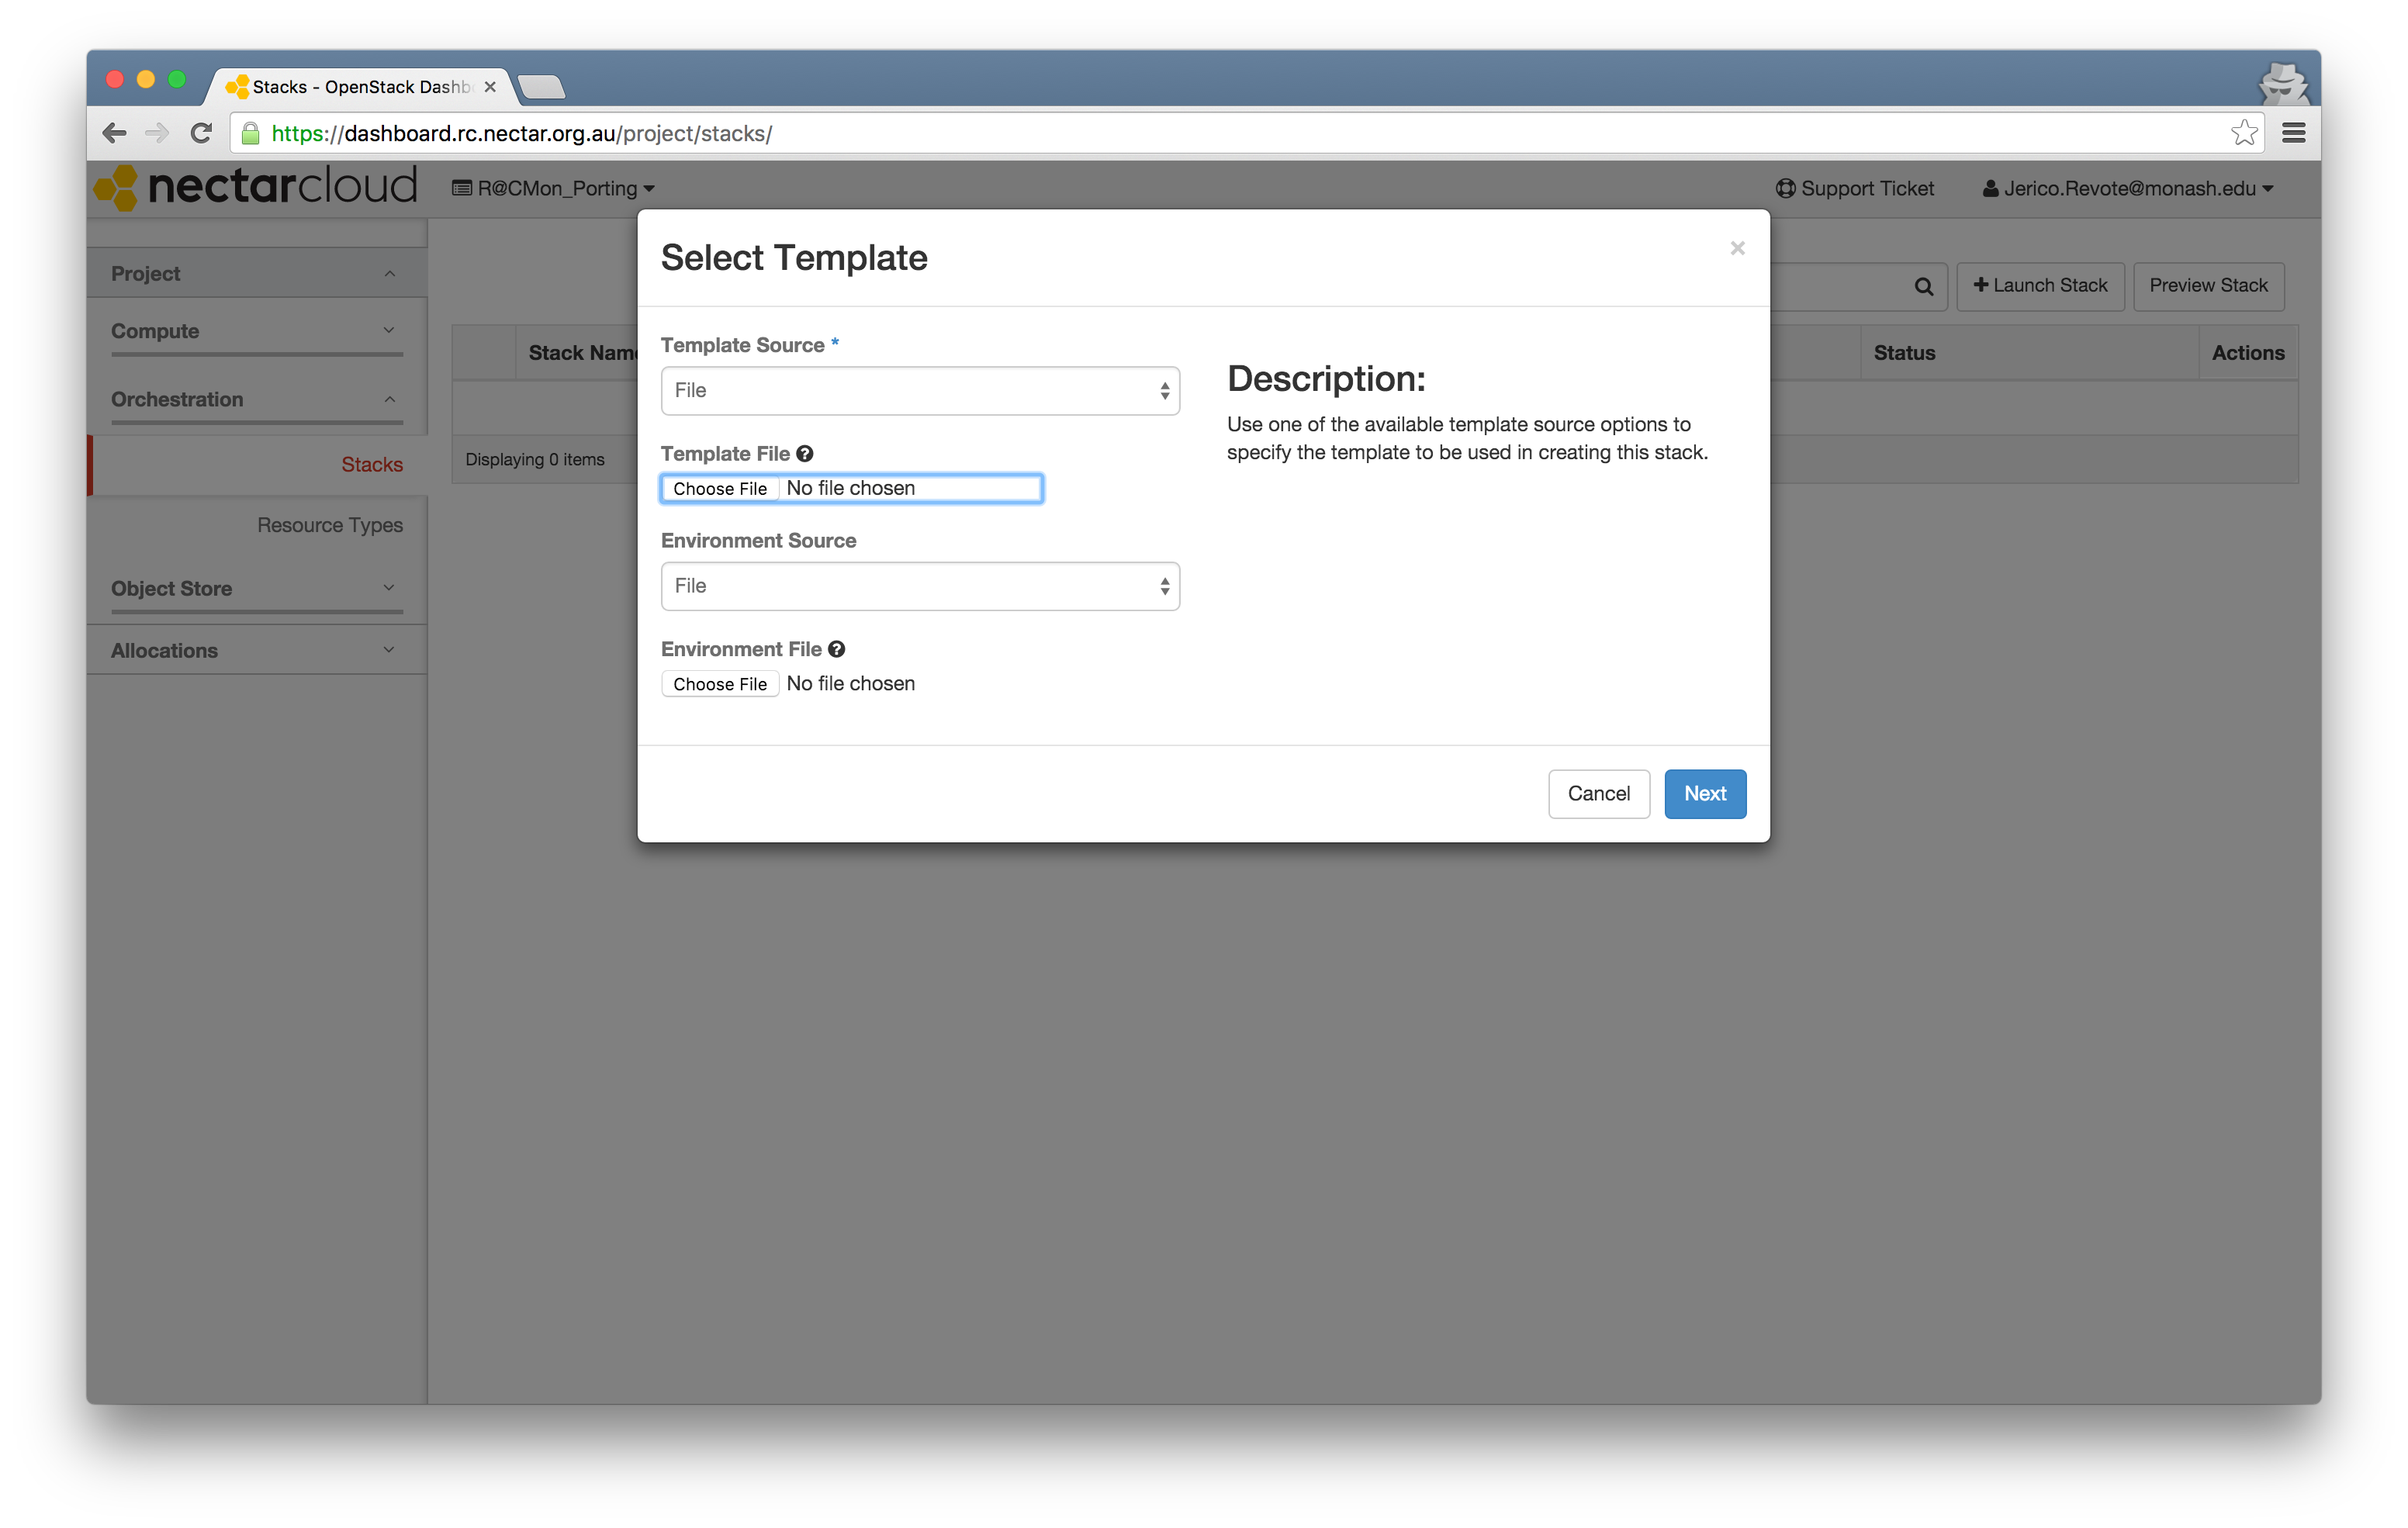 Stacks - OpenStack Dashb
https://dashboard.rc.nectar.org.au/project/stacks/
nectarcloud
R@CMon_Porting
Support Ticket
Jerico.Revote@monash.edu
Project
Compute
Orchestration
Stacks
Resource Types
Object Store
Allocations
Launch Stack
Preview Stack
Stack Name
Status
Actions
Displaying 0 items
Select Template
×
Template Source *
File
Template File
Choose File No file chosen
Environment Source
File
Environment File
Choose File No file chosen
Description:
Use one of the available template source options to
specify the template to be used in creating this stack.
Cancel
Next